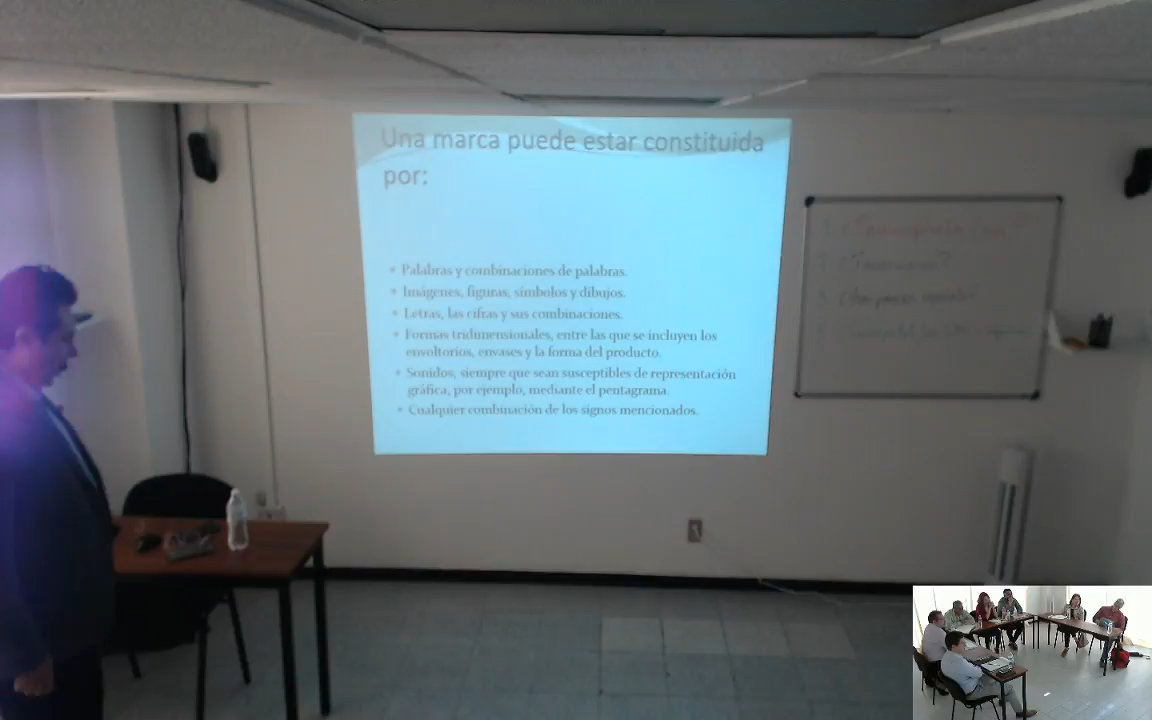 Una marca puede estar constituida
por:
• Palabras y combinaciones de palabras.
• Imágenes, figuras, símbolos y dibujos.
• Letras, las cifras y sus combinaciones.
• Formas tridimensionales, entre las que se incluyen los
envoltorios, envases y la forma del producto.
• Sonidos, siempre que sean susceptibles de representación
gráfica, por ejemplo, mediante el pentagrama.
• Cualquier combinación de los signos mencionados.